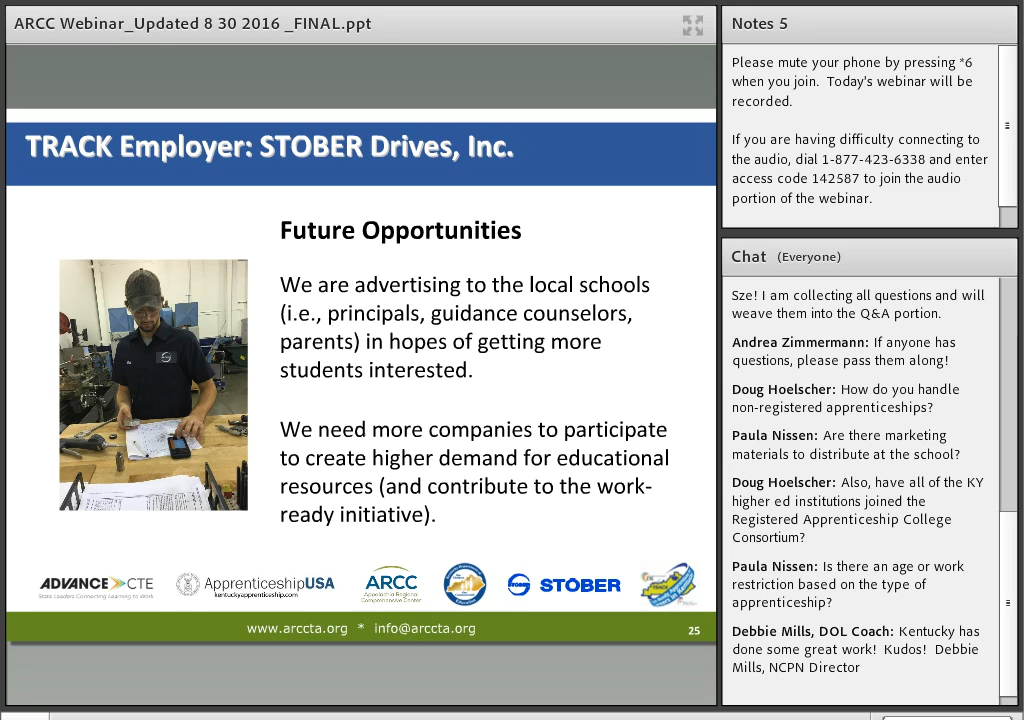 ARCC Webinar_Updated 8 30 2016 _FINAL.ppt
TRACK Employer: STOBER Drives, Inc.
Future Opportunities
We are advertising to the local schools
(i.e., principals, guidance counselors,
parents) in hopes of getting more
students interested.
We need more companies to participate
to create higher demand for educational
resources (and contribute to the work-
ready initiative).
ADVANCE CTE
State Leaders Connecting Learning to Work
ApprenticeshipUSA
kentuckyapprenticeship.com
ARCC
Appalachia Regional
Comprehensive Center
STOBER
STOBER
www.arccta.org * info@arccta.org
25
Notes 5
Please mute your phone by pressing *6
when you join. Today's webinar will be
recorded.
If you are having difficulty connecting to
the audio, dial 1-877-423-6338 and enter
access code 142587 to join the audio
portion of the webinar.
Chat (Everyone)
Sze! I am collecting all questions and will
weave them into the Q&A portion.
Andrea Zimmermann: If anyone has
questions, please pass them along!
Doug Hoelscher: How do you handle
non-registered apprenticeships?
Paula Nissen: Are there marketing
materials to distribute at the school?
Doug Hoelscher: Also, have all of the KY
higher ed institutions joined the
Registered Apprenticeship College
Consortium?
Paula Nissen: Is there an age or work
restriction based on the type of
apprenticeship?
Debbie Mills, DOL Coach: Kentucky has
done some great work! Kudos! Debbie
Mills, NCPN Director